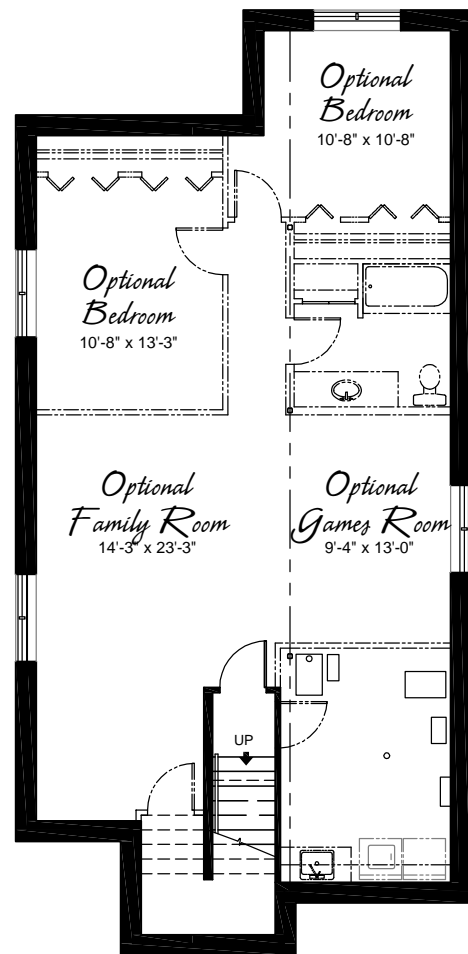 Optional
Bedroom
10'-8" x 10'-8"
Optional
Bedroom
10'-8" x 13'-3"
Optional
Family Room
14'-3" x 23'-3"
Optional
Games Room
9'-4" x 13'-0"
UP